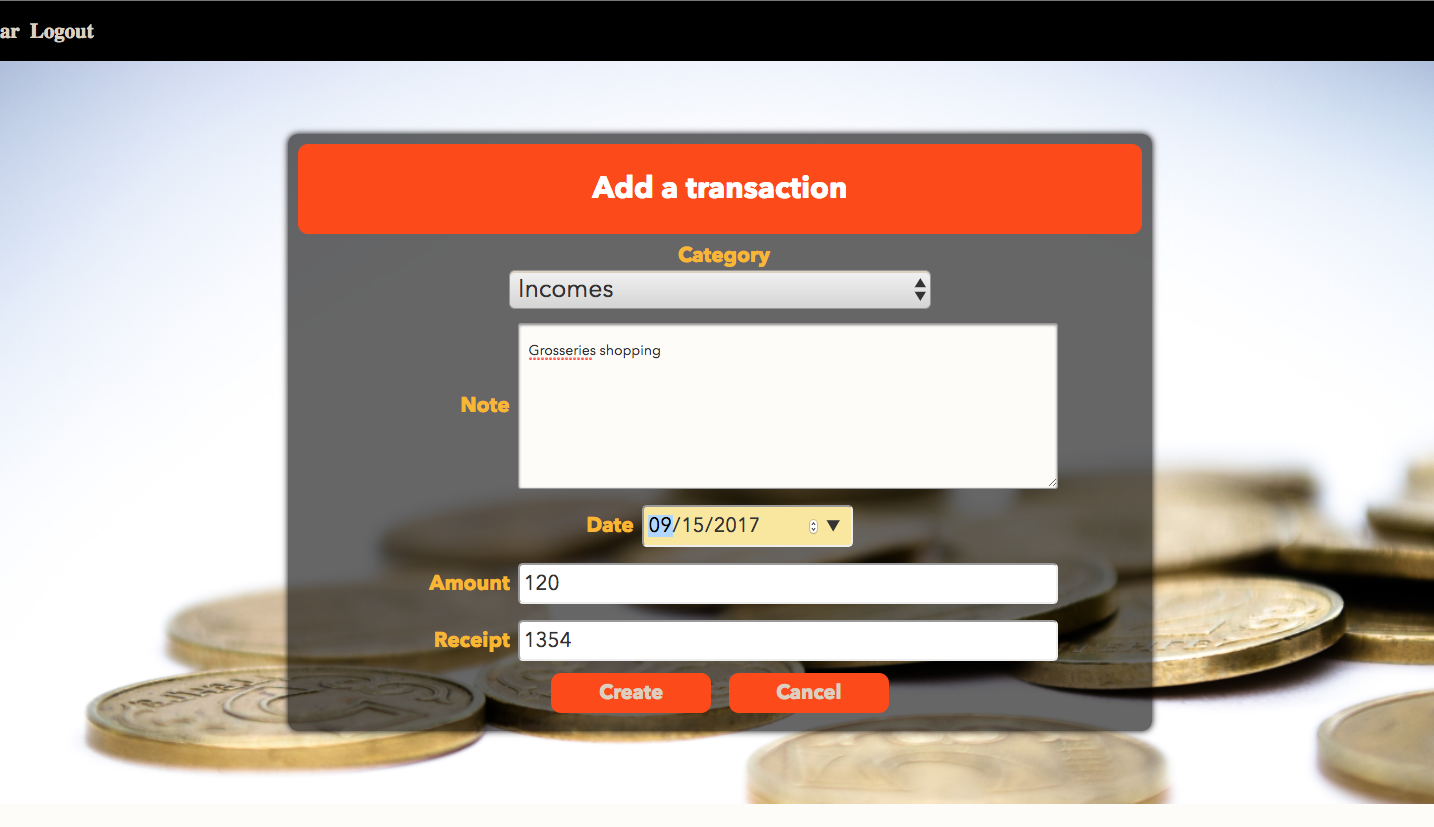 ar Logout
Add a transaction
Category
Incomes
Note
Grosseries shopping
Date 09/15/2017
Amount 120
Receipt 1354
Create Cancel